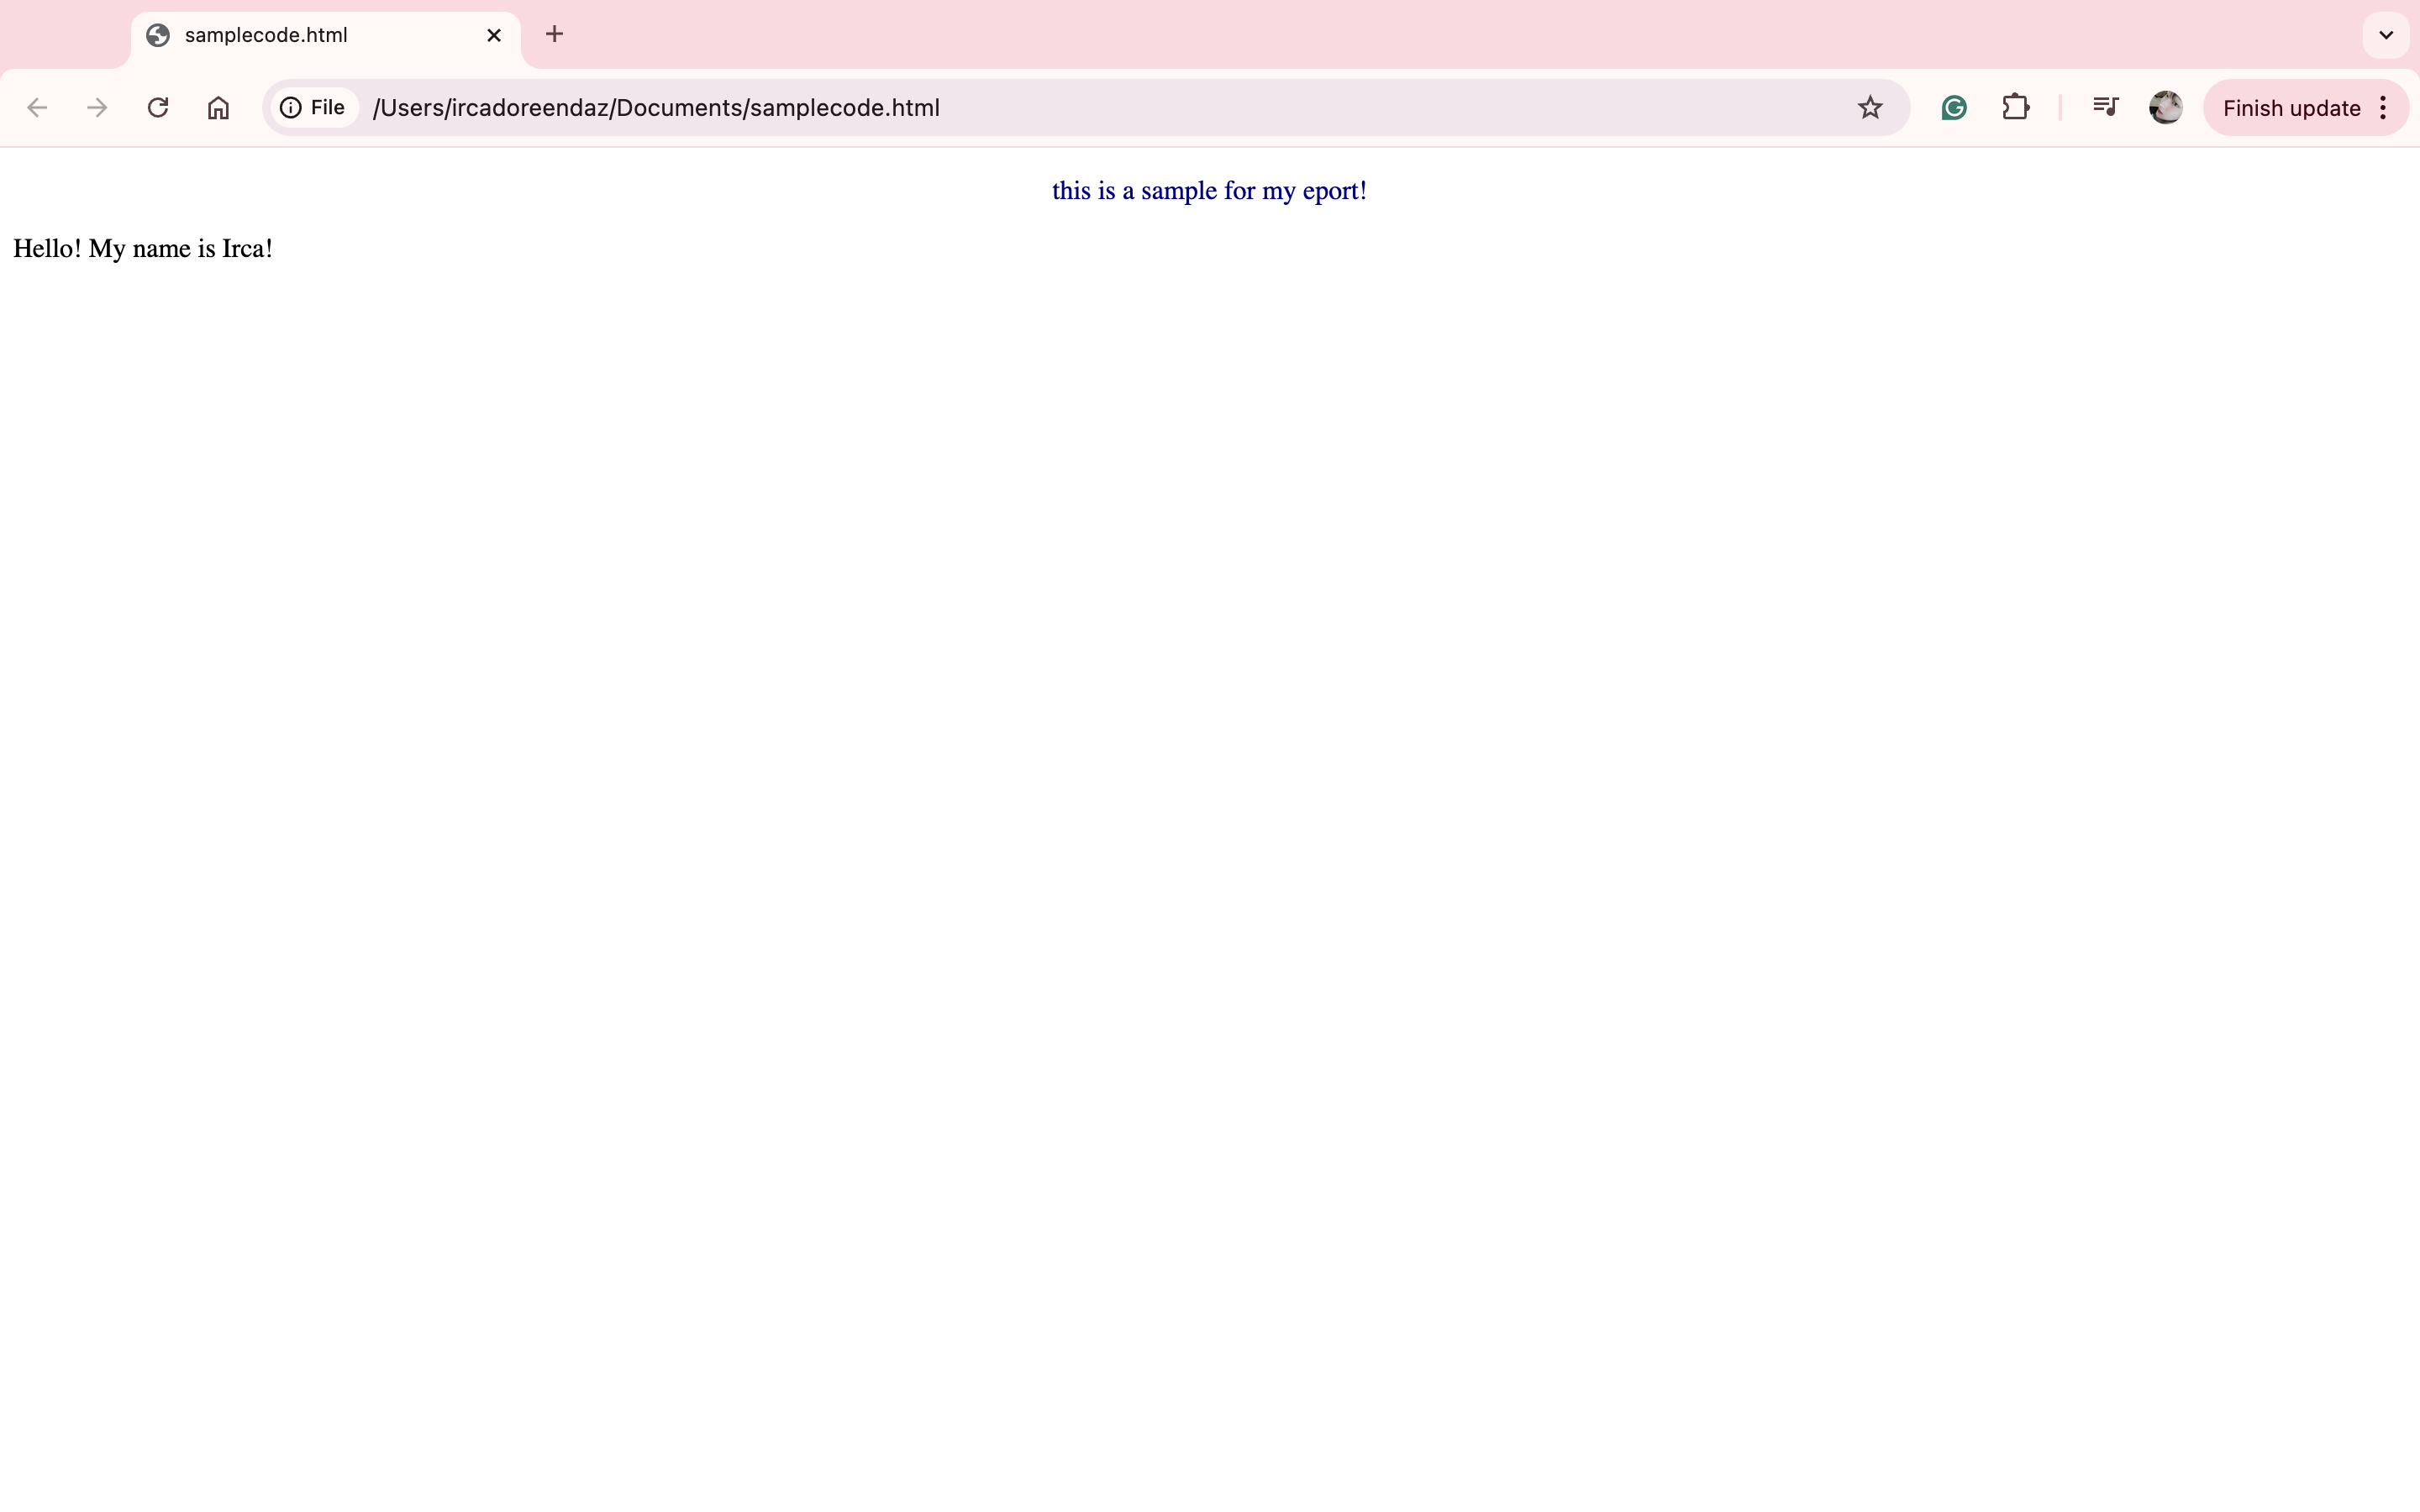 samplecode.html
File /Users/ircadoreendaz/Documents/samplecode.html Finish update
this is a sample for my eport!
Hello! My name is Irca!